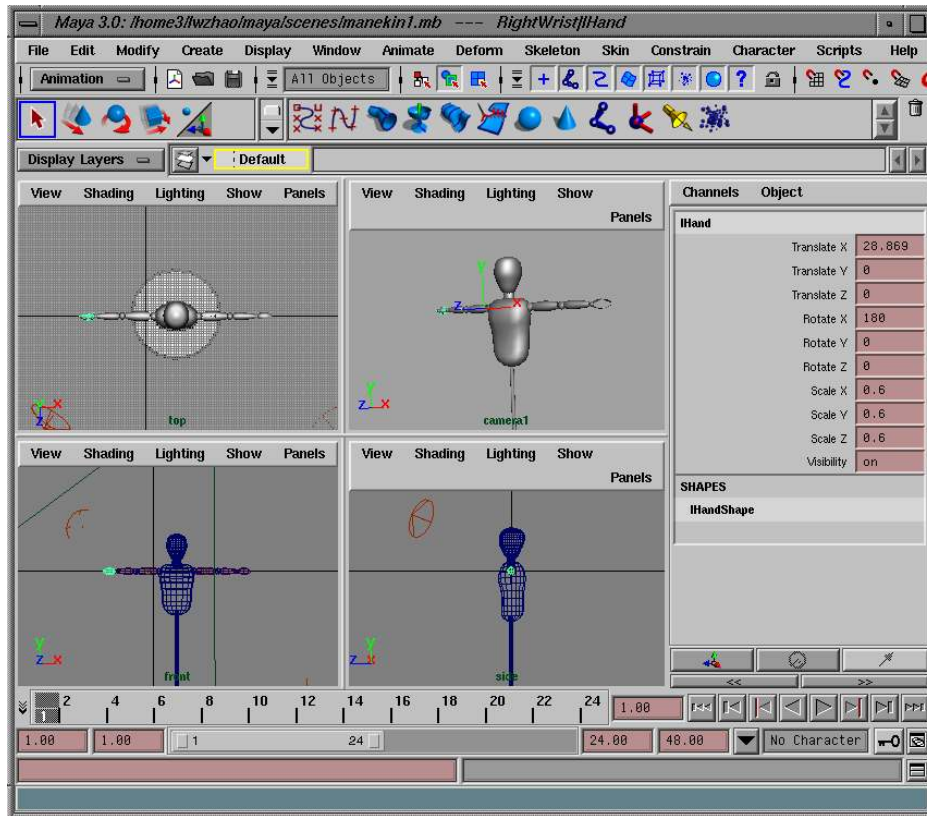 Maya 3.0: /home3/lwzhao/maya/scenes/manekin1.mb --- RightWrist|lHand
File Edit Modify Create Display Window Animate Deform Skeleton Skin Constrain Character Scripts Help
Animation All Objects ?
Display Layers Default
View Shading Lighting Show Panels
View Shading Lighting Show
Panels
Channels Object
lHand
Translate X 28.869
Translate Y 0
Translate Z 0
Rotate X 180
Rotate Y 0
Rotate Z 0
Scale X 0.6
Scale Y 0.6
Scale Z 0.6
Visibility on
SHAPES
lHandShape
y
z x
z x
y
z x
top
camera1
View Shading Lighting Show Panels
View Shading Lighting Show
Panels
y
z x
front
y
z x
side
<< >>
1 2 4 6 8 10 12 14 16 18 20 22 24 1.00
1.00 1.00 1 24 24.00 48.00 No Character